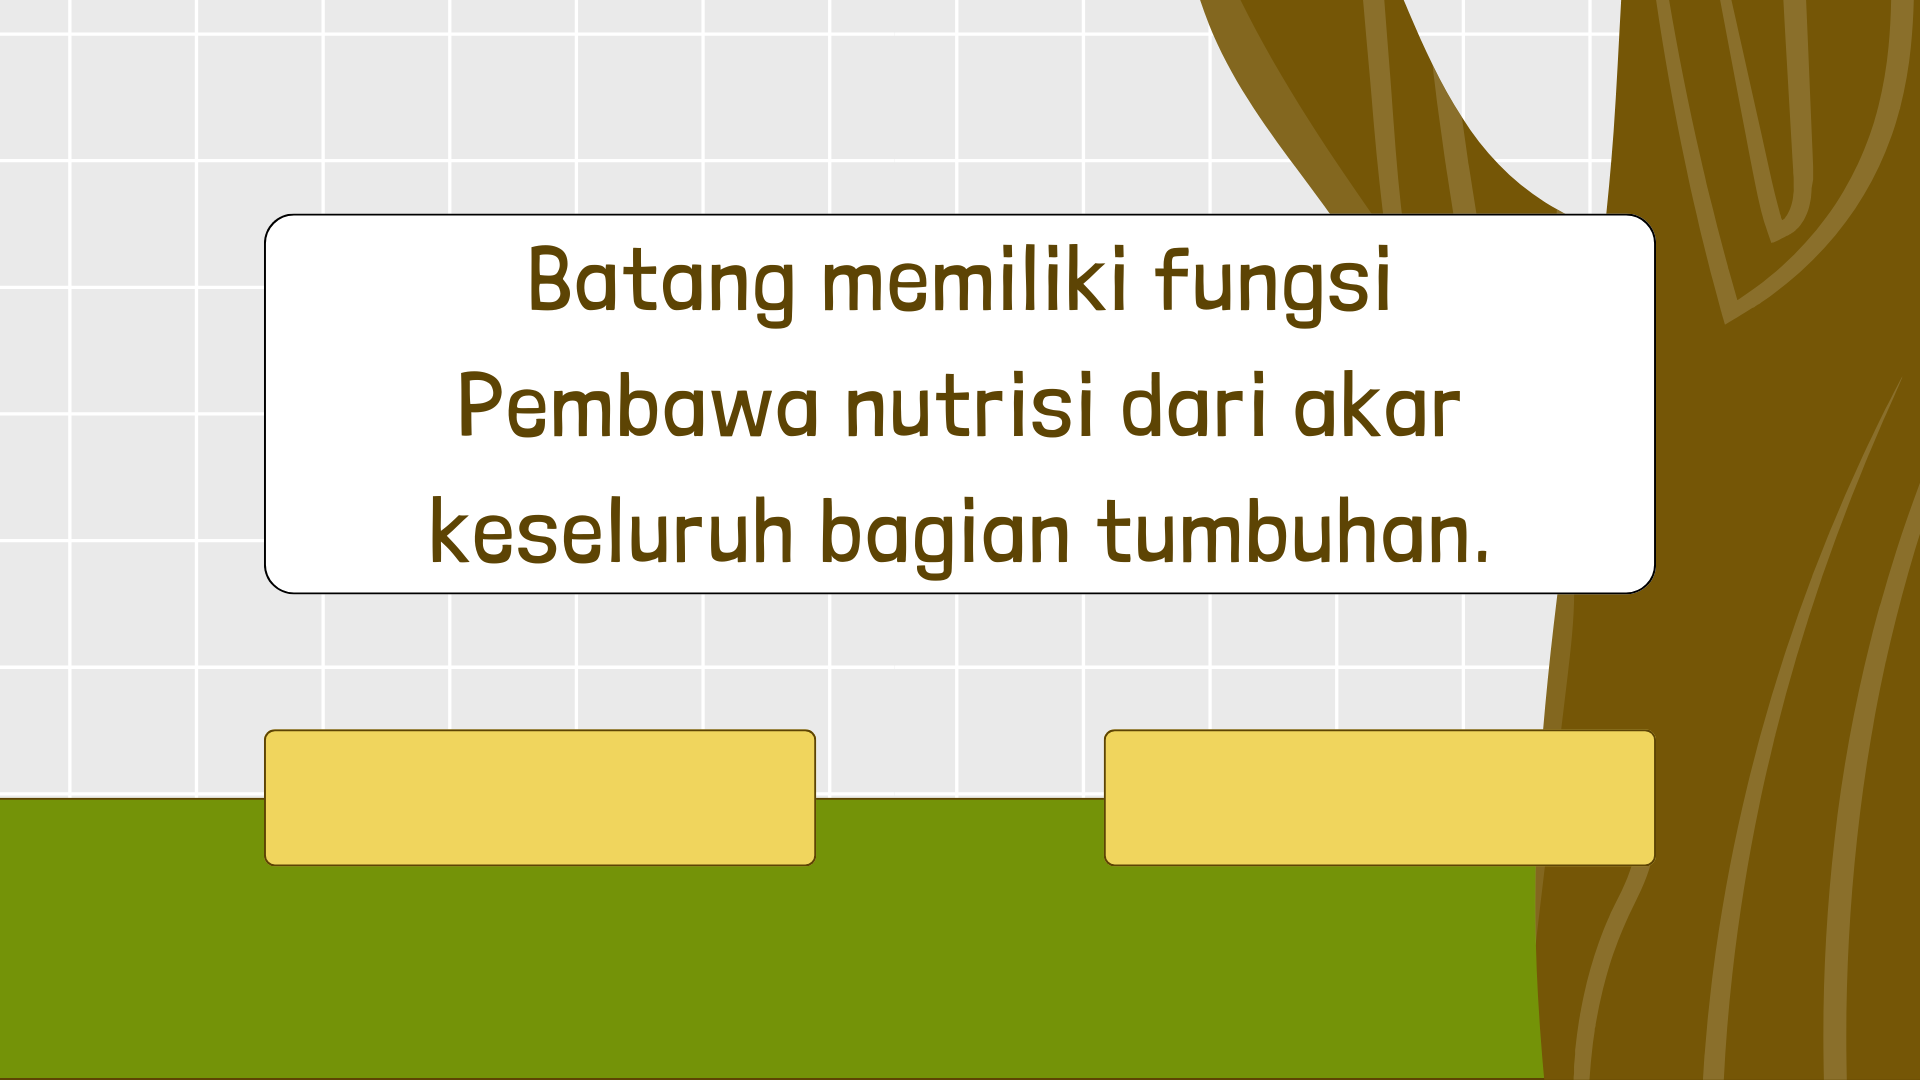 Batang memiliki fungsi
Pembawa nutrisi dari akar
keseluruh bagian tumbuhan.